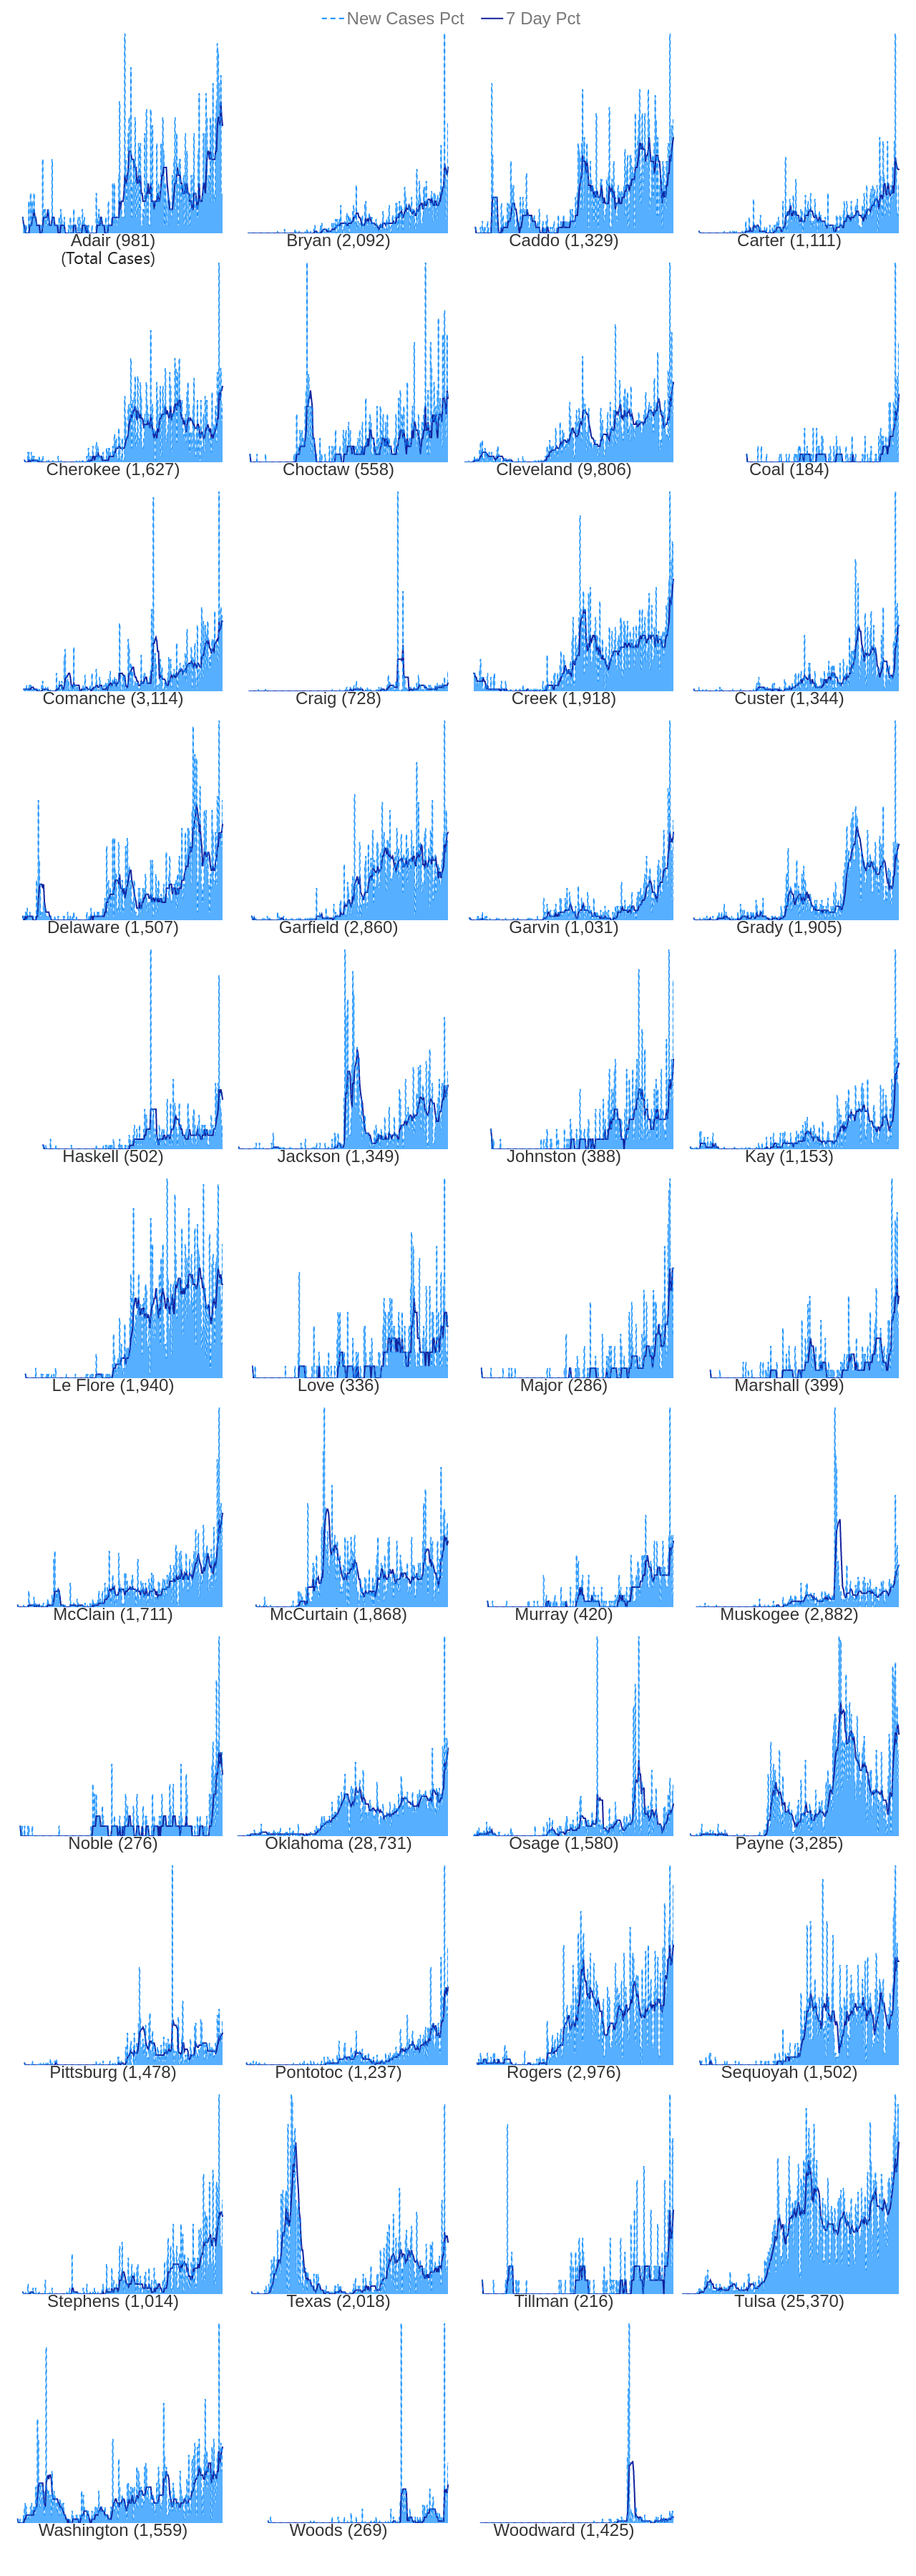 New Cases Pct 7 Day Pct
Adair (981) Bryan (2,092) Caddo (1,329) Carter (1,111)
(Total Cases)
Cherokee (1,627) Choctaw (558) Cleveland (9,806) Coal (184)
Comanche (3,114) Craig (728) Creek (1,918) Custer (1,344)
Delaware (1,507) Garfield (2,860) Garvin (1,031) Grady (1,905)
Haskell (502) Jackson (1,349) Johnston (388) Kay (1,153)
Le Flore (1,940) Love (336) Major (286) Marshall (399)
McClain (1,711) McCurtain (1,868) Murray (420) Muskogee (2,882)
Noble (276) Oklahoma (28,731) Osage (1,580) Payne (3,285)
Pittsburg (1,478) Pontotoc (1,237) Rogers (2,976) Sequoyah (1,502)
Stephens (1,014) Texas (2,018) Tillman (216) Tulsa (25,370)
Washington (1,559) Woods (269) Woodward (1,425)